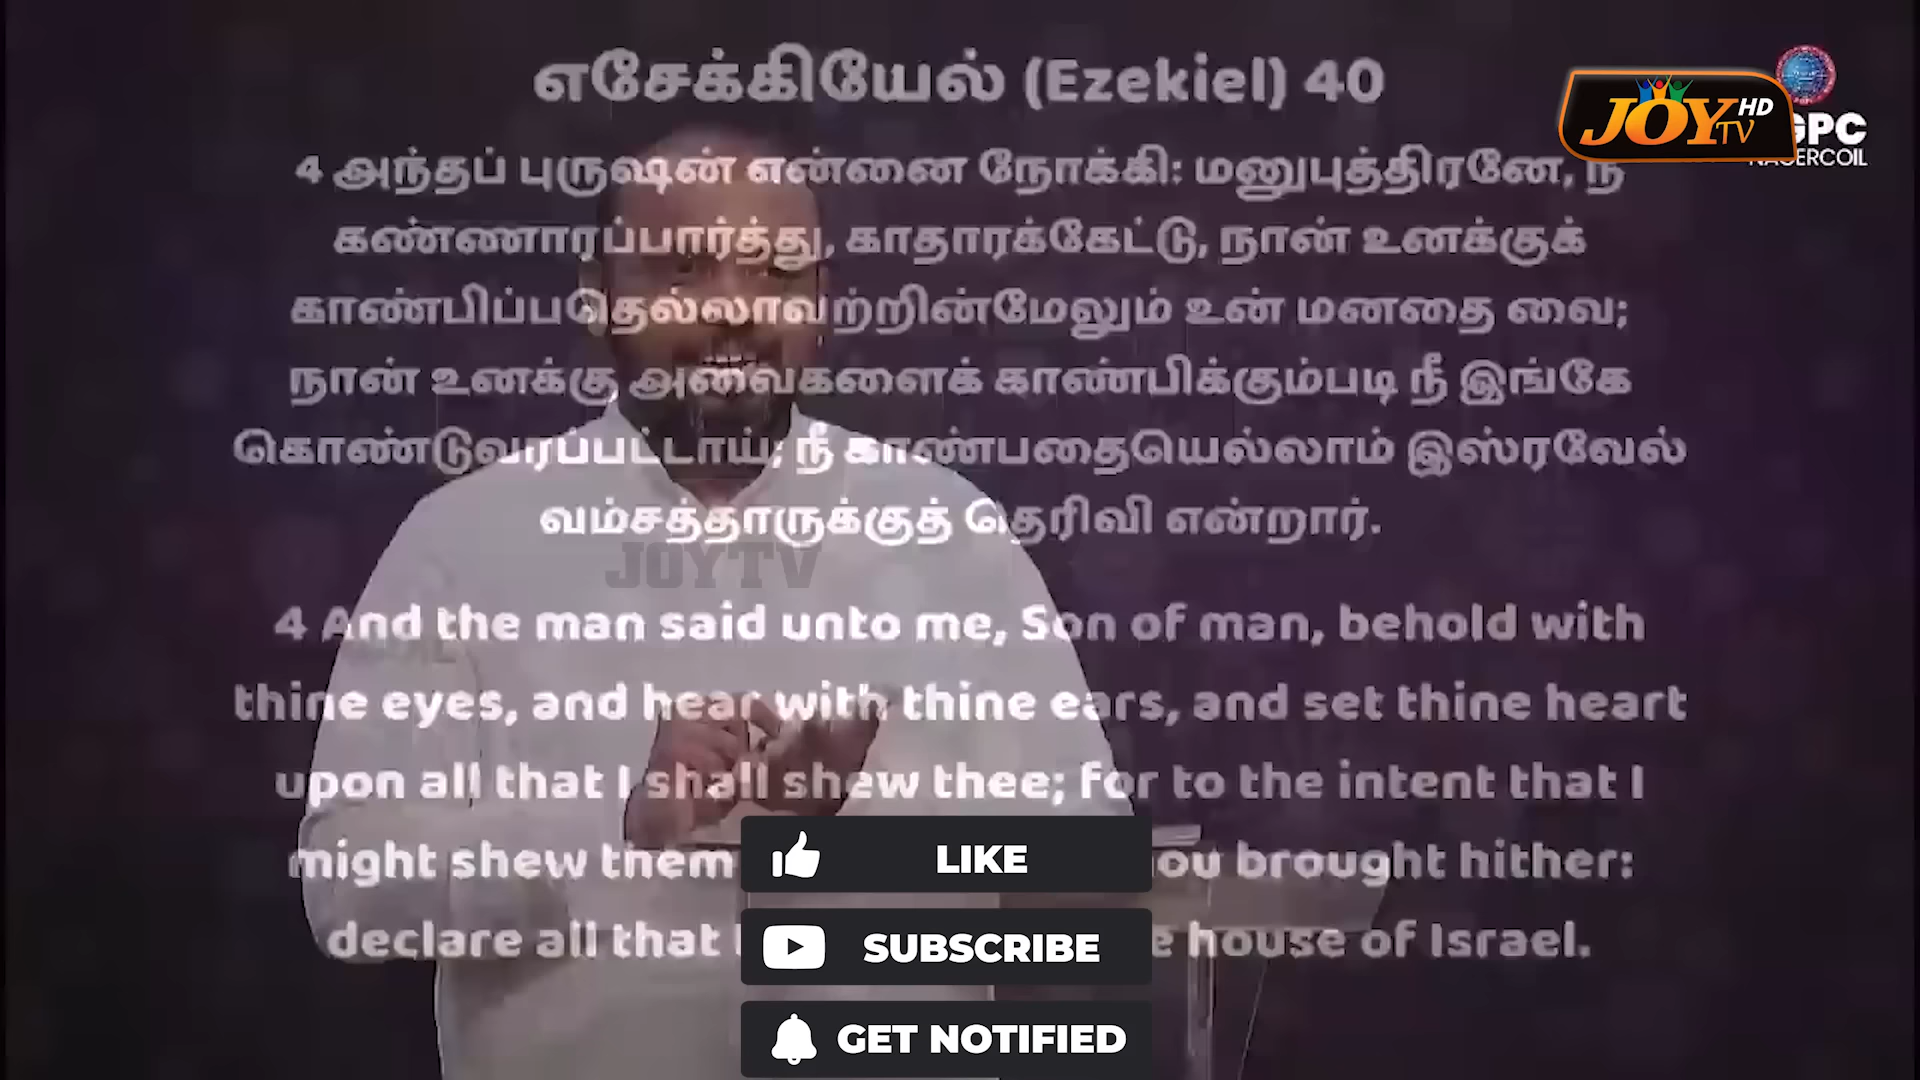 எசேக்கியேல் (Ezekiel) 40
4 அந்தப் புருஷன் என்னை நோக்கி: மனுபுத்திரனே, நீ
கண்ணாரப்பார்த்து, காதாரக்கேட்டு, நான் உனக்குக்
காண்பிப்பதெல்லாவற்றின்மேலும் உன் மனதை வை;
நான் உனக்கு அவைகளைக் காண்பிக்கும்படி நீ இங்கே
கொண்டுவரப்பட்டாய்; நீ காண்பதையெல்லாம் இஸ்ரவேல்
வம்சத்தாருக்குத் தெரிவி என்றார்.
4 And the man said unto me, Son of man, behold with
thine eyes, and hear with thine ears, and set thine heart
upon all that I shall shew thee; for to the intent that I
might shew them brought hither:
declare all that house of Israel.
JOY TV HD
GPC
NAGERCOIL
JOYTV
LIKE
SUBSCRIBE
GET NOTIFIED